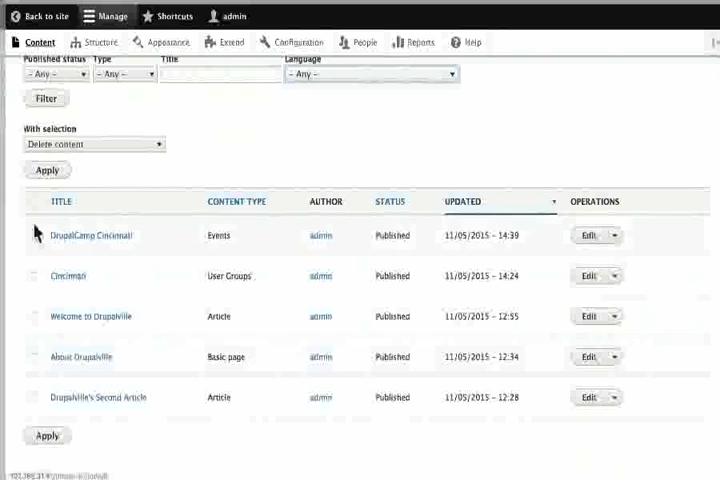 Back to site Manage Shortcuts admin
Content Structure Appearance Extend Configuration People Reports Help
Published status Type Title Language
- Any - - Any - - Any -
Filter
With selection
Delete content
Apply
TITLE CONTENT TYPE AUTHOR STATUS UPDATED OPERATIONS
DrupalCamp Cincinnati Events admin Published 11/05/2015 - 14:39 Edit
Cincinnati User Groups admin Published 11/05/2015 - 14:24 Edit
Welcome to Drupalville Article admin Published 11/05/2015 - 12:55 Edit
About Drupalville Basic page admin Published 11/05/2015 - 12:34 Edit
Drupalville's Second Article Article admin Published 11/05/2015 - 12:28 Edit
Apply